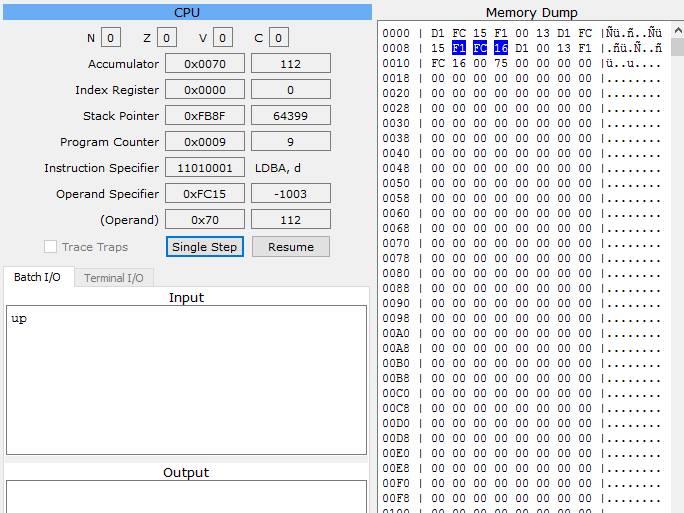 CPU
N 0 Z 0 V 0 C 0
Accumulator 0x0070 112
Index Register 0x0000 0
Stack Pointer 0xFB8F 64399
Program Counter 0x0009 9
Instruction Specifier 11010001 LDBA, d
Operand Specifier 0xFC15 -1003
(Operand) 0x70 112
Trace Traps Single Step Resume
Batch I/O Terminal I/O
Input
up
Output
Memory Dump
0000 | D1 FC 15 F1 00 13 D1 FC |Ñü.ñ..Ñü
0008 | 15 F1 FC 16 D1 00 13 F1 |.ñü.Ñ..ñ
0010 | FC 16 00 75 00 00 00 00 |ü..u....
0018 | 00 00 00 00 00 00 00 00 |........
0020 | 00 00 00 00 00 00 00 00 |........
0028 | 00 00 00 00 00 00 00 00 |........
0030 | 00 00 00 00 00 00 00 00 |........
0038 | 00 00 00 00 00 00 00 00 |........
0040 | 00 00 00 00 00 00 00 00 |........
0048 | 00 00 00 00 00 00 00 00 |........
0050 | 00 00 00 00 00 00 00 00 |........
0058 | 00 00 00 00 00 00 00 00 |........
0060 | 00 00 00 00 00 00 00 00 |........
0068 | 00 00 00 00 00 00 00 00 |........
0070 | 00 00 00 00 00 00 00 00 |........
0078 | 00 00 00 00 00 00 00 00 |........
0080 | 00 00 00 00 00 00 00 00 |........
0088 | 00 00 00 00 00 00 00 00 |........
0090 | 00 00 00 00 00 00 00 00 |........
0098 | 00 00 00 00 00 00 00 00 |........
00A0 | 00 00 00 00 00 00 00 00 |........
00A8 | 00 00 00 00 00 00 00 00 |........
00B0 | 00 00 00 00 00 00 00 00 |........
00B8 | 00 00 00 00 00 00 00 00 |........
00C0 | 00 00 00 00 00 00 00 00 |........
00C8 | 00 00 00 00 00 00 00 00 |........
00D0 | 00 00 00 00 00 00 00 00 |........
00D8 | 00 00 00 00 00 00 00 00 |........
00E0 | 00 00 00 00 00 00 00 00 |........
00E8 | 00 00 00 00 00 00 00 00 |........
00F0 | 00 00 00 00 00 00 00 00 |........
00F8 | 00 00 00 00 00 00 00 00 |........